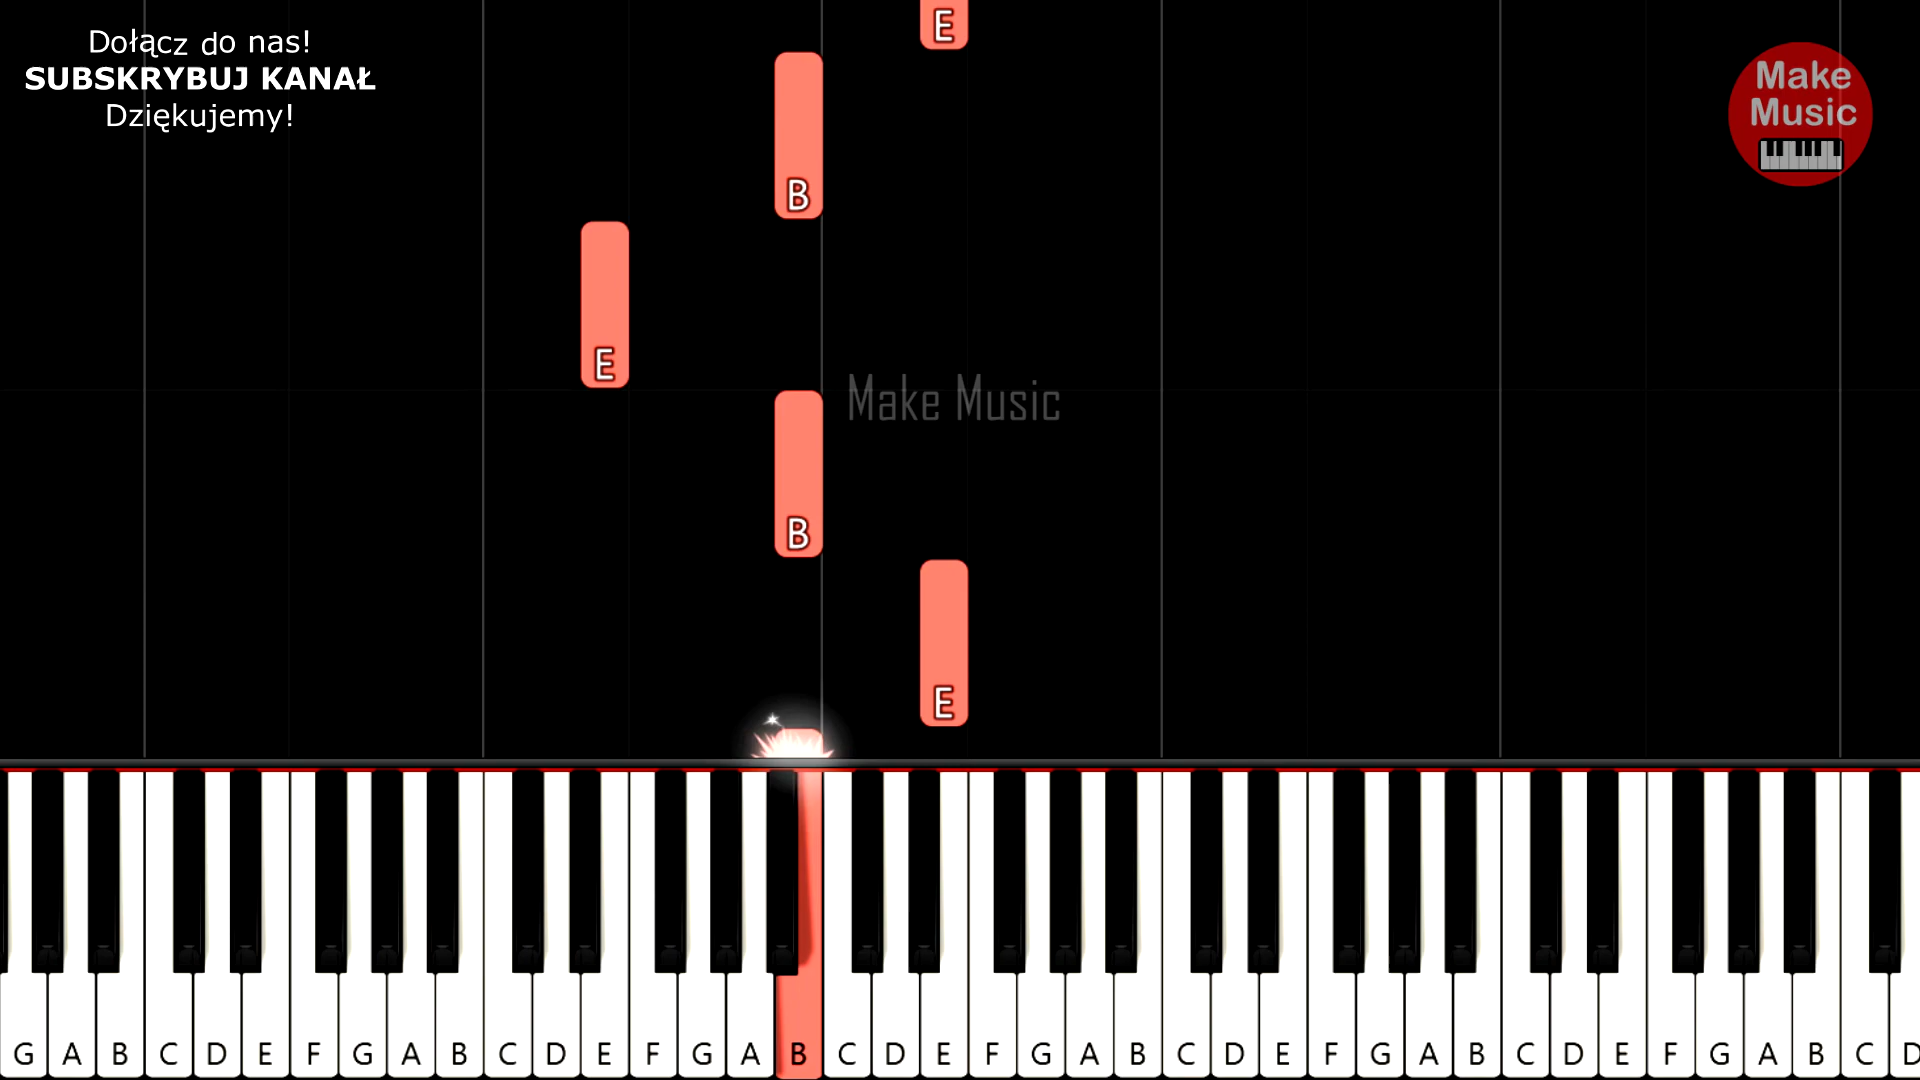 Dołącz do nas!
SUBSKRYBUJ KANAŁ
Dziękujemy!
Make
Music
E
B
E
Make Music
B
E
G A B C D E F G A B C D E F G A B C D E F G A B C D E F G A B C D E F G A B C D